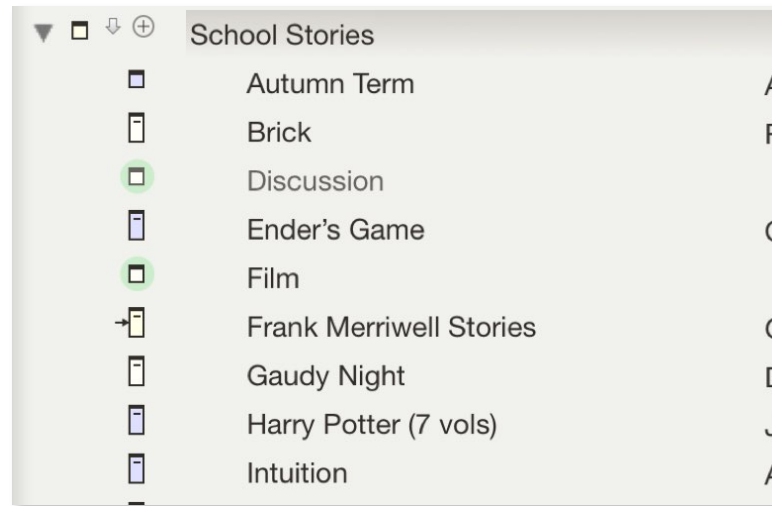 School Stories
Autumn Term
Brick
Discussion
Ender’s Game
Film
Frank Merriwell Stories
Gaudy Night
Harry Potter (7 vols)
Intuition